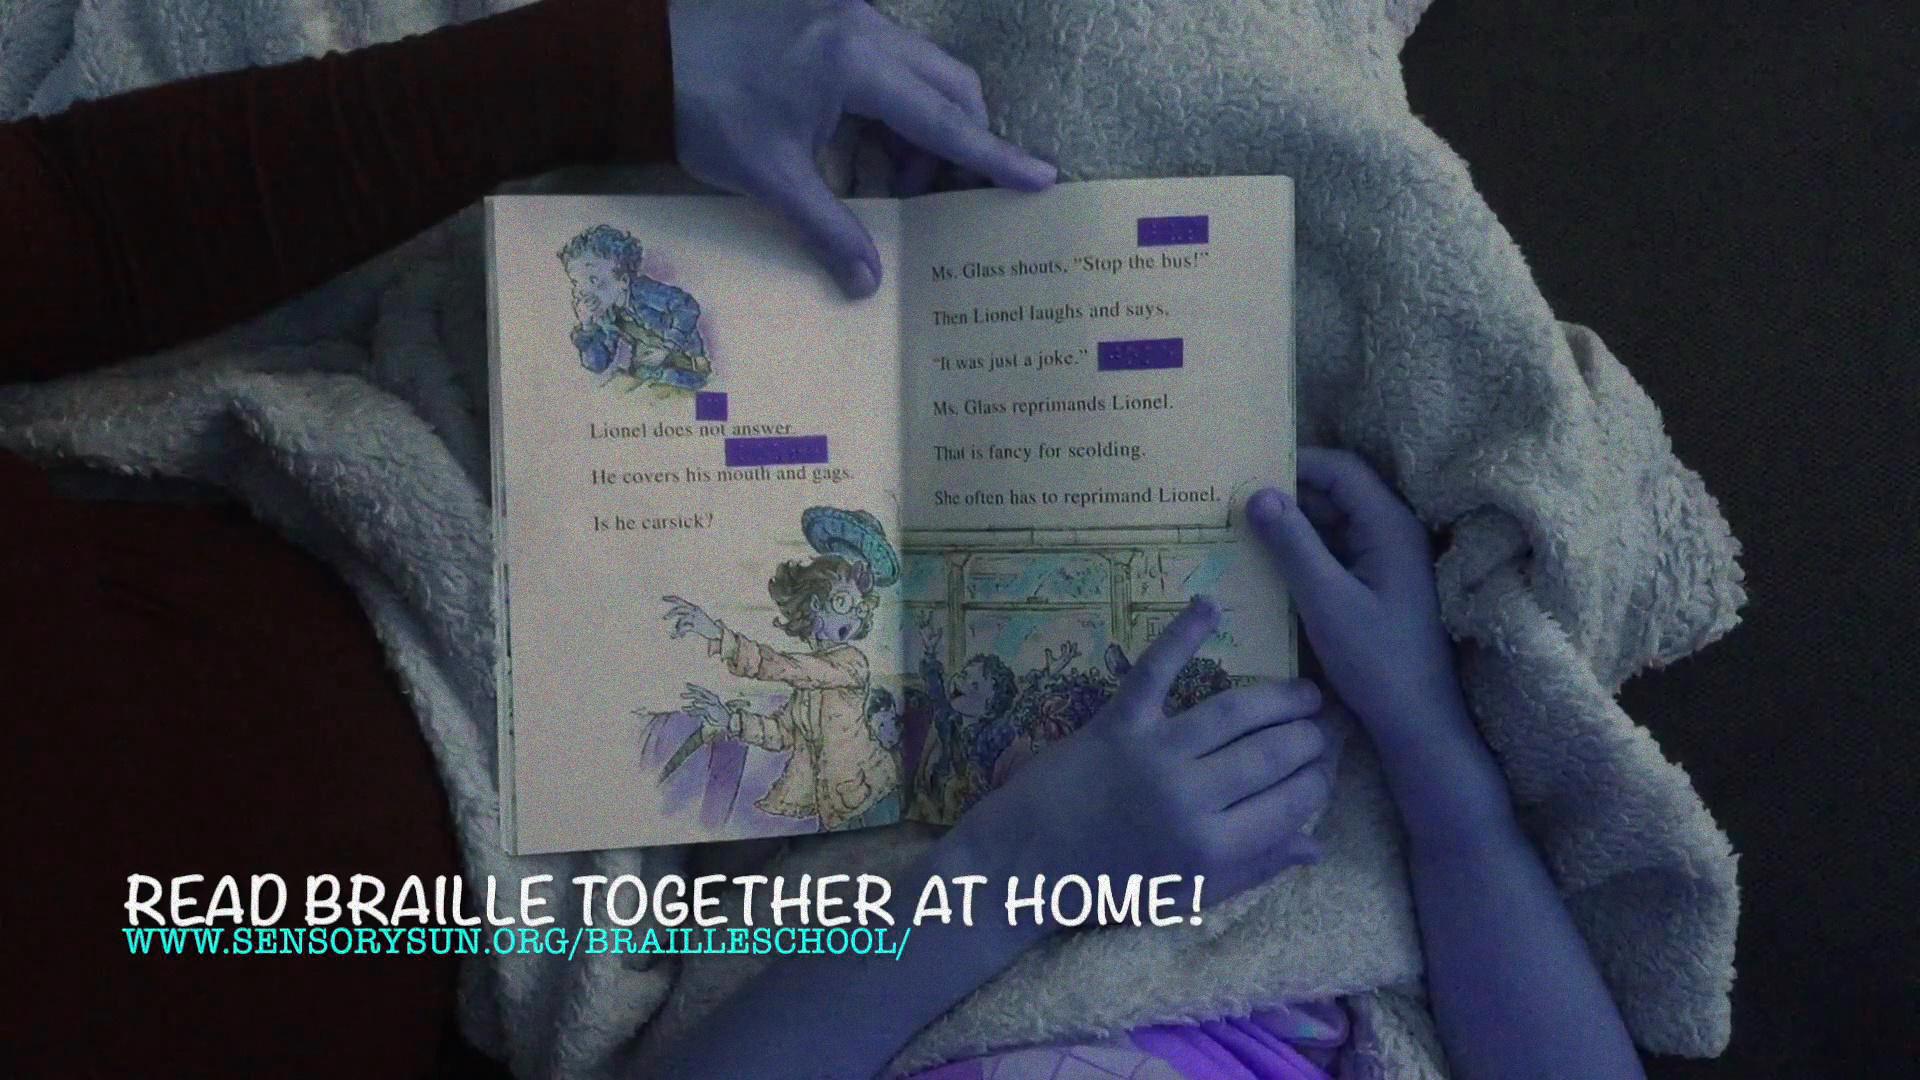 Lionel does not answer.
He covers his mouth and gags.
Is he carsick?
Ms. Glass shouts, “Stop the bus!”
Then Lionel laughs and says,
“It was just a joke.”
Ms. Glass reprimands Lionel.
That is fancy for scolding.
She often has to reprimand Lionel.
READ BRAILLE TOGETHER AT HOME!
WWW.SENSORYSUN.ORG/BRAILLESCHOOL/